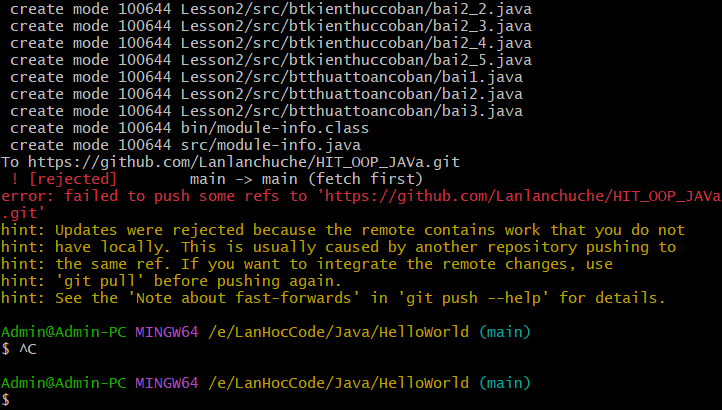 create mode 100644 Lesson2/src/btkienthuccoban/bai2_2.java
create mode 100644 Lesson2/src/btkienthuccoban/bai2_3.java
create mode 100644 Lesson2/src/btkienthuccoban/bai2_4.java
create mode 100644 Lesson2/src/btkienthuccoban/bai2_5.java
create mode 100644 Lesson2/src/btthuattoancoban/bai1.java
create mode 100644 Lesson2/src/btthuattoancoban/bai2.java
create mode 100644 Lesson2/src/btthuattoancoban/bai3.java
create mode 100644 bin/module-info.class
create mode 100644 src/module-info.java
To https://github.com/Lanlanchuche/HIT_OOP_JAVa.git
! [rejected]        main -> main (fetch first)
error: failed to push some refs to 'https://github.com/Lanlanchuche/HIT_OOP_JAVa
.git'
hint: Updates were rejected because the remote contains work that you do not
hint: have locally. This is usually caused by another repository pushing to
hint: the same ref. If you want to integrate the remote changes, use
hint: 'git pull' before pushing again.
hint: See the 'Note about fast-forwards' in 'git push --help' for details.
Admin@Admin-PC MINGW64 /e/LanHocCode/Java/HelloWorld (main)
$ ^C
Admin@Admin-PC MINGW64 /e/LanHocCode/Java/HelloWorld (main)
$